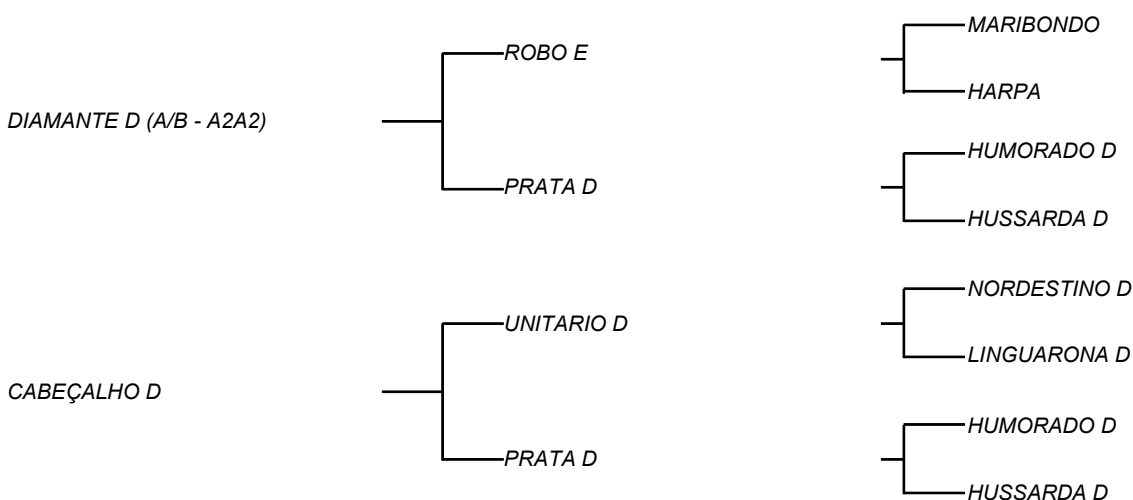 MARIBONDO
ROBO E
HARPA
DIAMANTE D (A/B - A2A2)
HUMORADO D
PRATA D
HUSSARDA D
NORDESTINO D
UNITARIO D
LINGUARONA D
CABEÇALHO D
HUMORADO D
PRATA D
HUSSARDA D